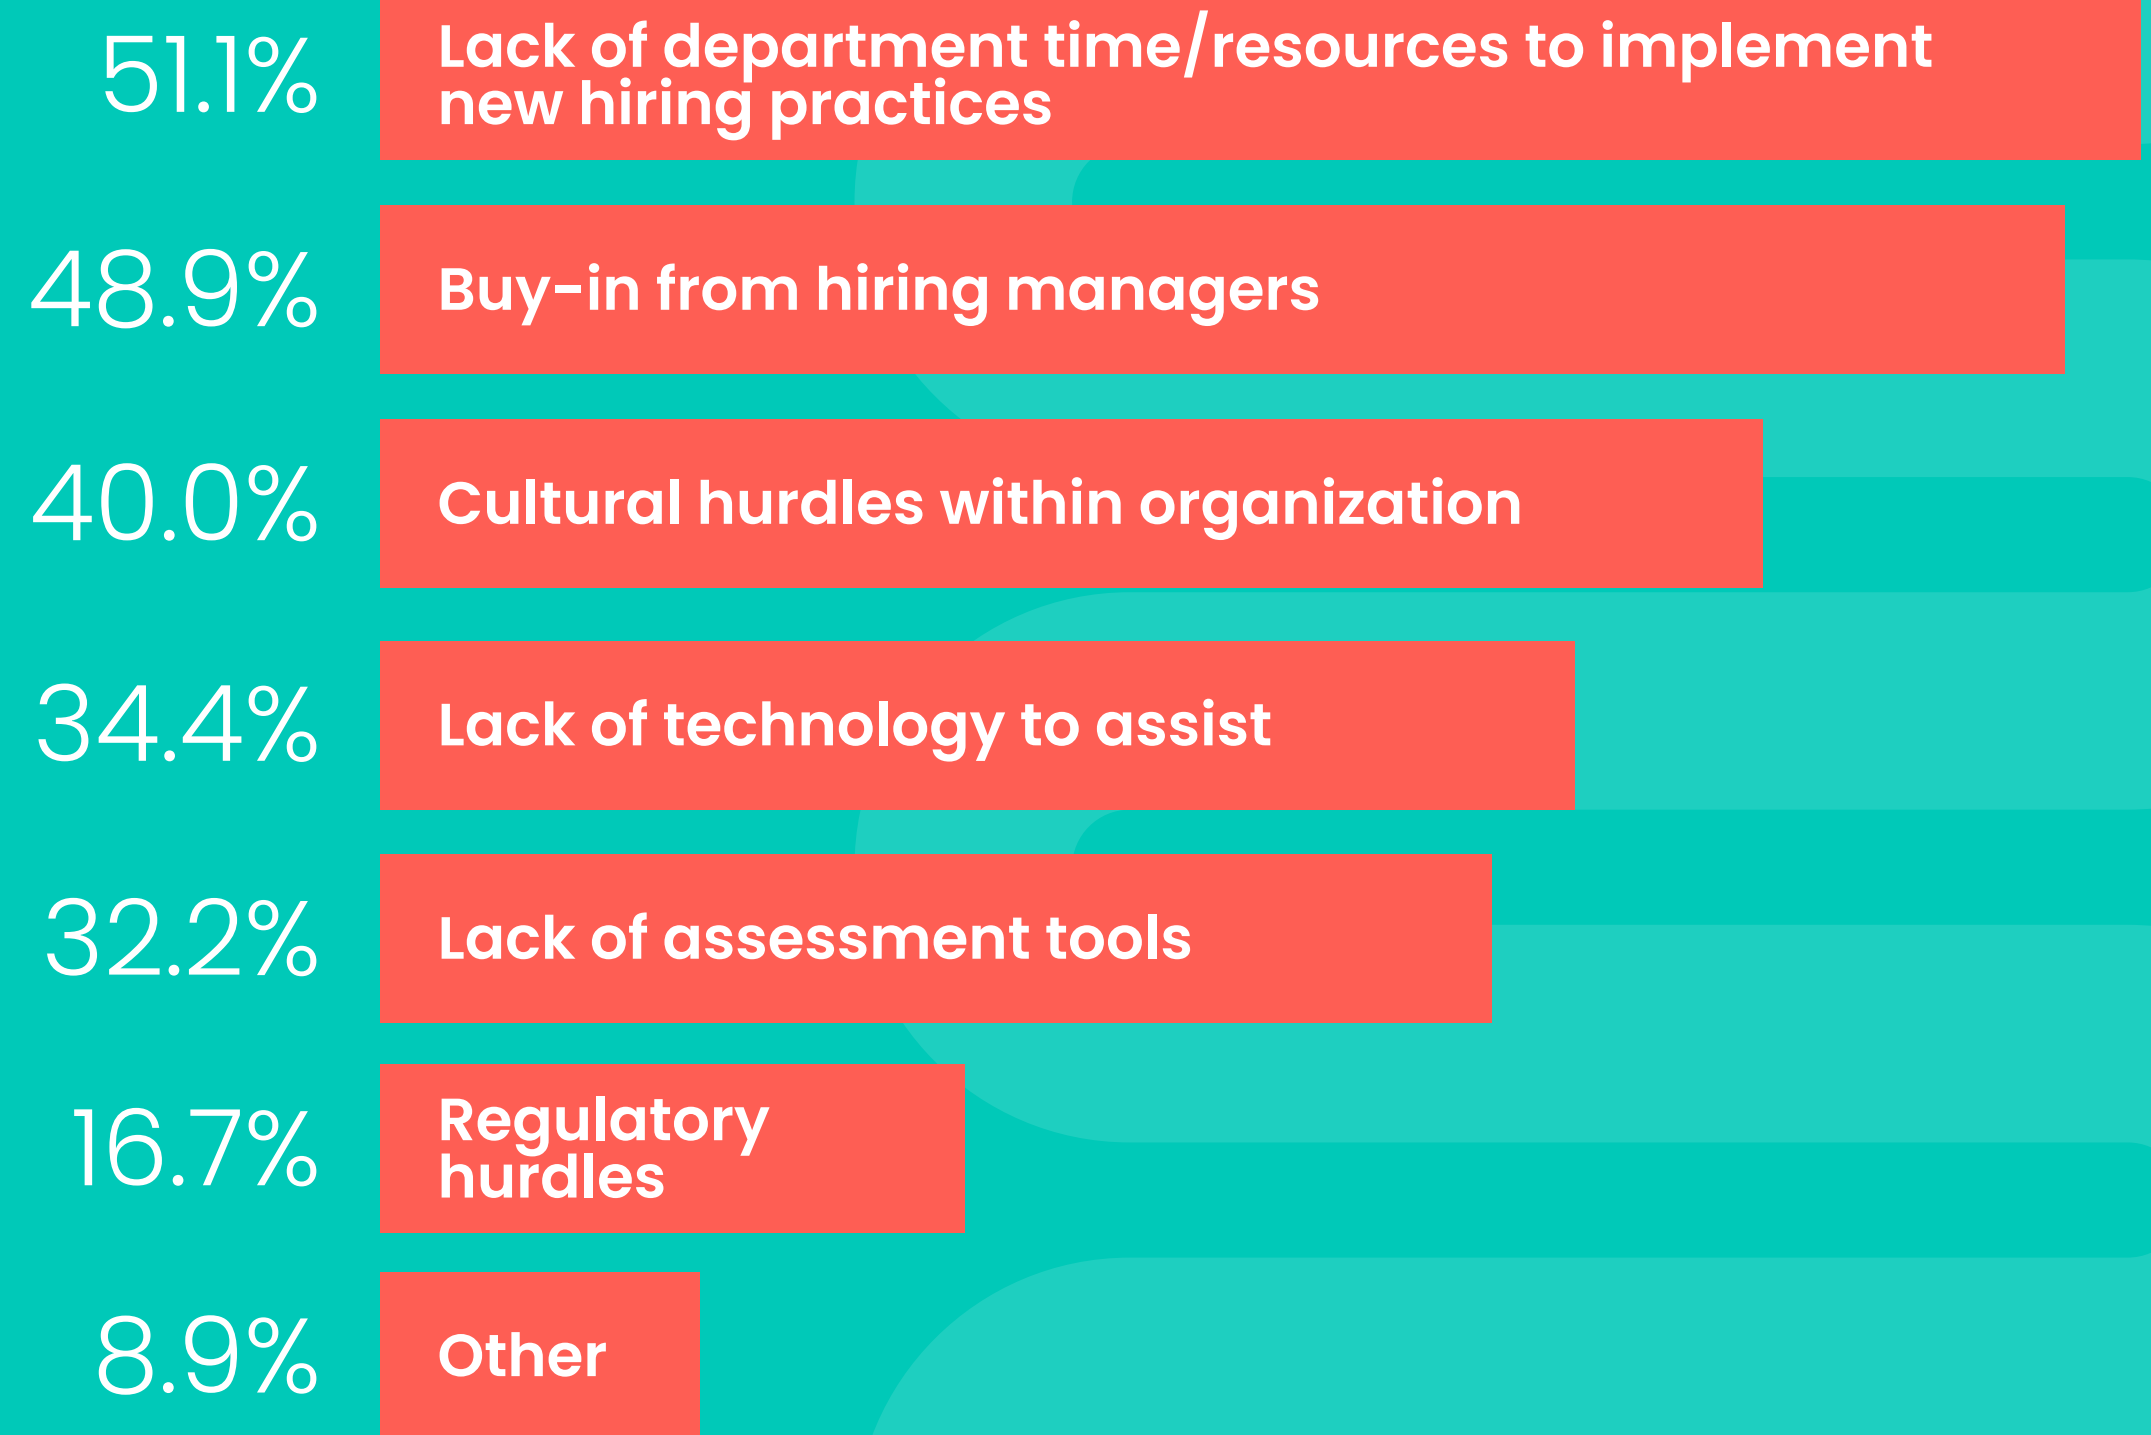 51.1%
Lack of department time/resources to implement
new hiring practices
48.9%
Buy-in from hiring managers
40.0%
Cultural hurdles within organization
34.4%
Lack of technology to assist
32.2%
Lack of assessment tools
16.7%
Regulatory
hurdles
8.9%
Other